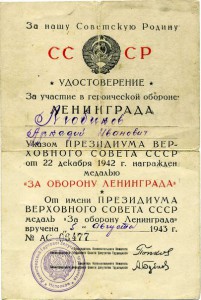 За нашу Советскую Родину
СССР
УДОСТОВЕРЕНИЕ
За участие в героической обороне
ЛЕНИНГРАДА
Аркадий Иванович
Указом ПРЕЗИДИУМА ВЕР-
ХОВНОГО СОВЕТА СССР
от 22 декабря 1942 г. награжден
медалью
«ЗА ОБОРОНУ ЛЕНИНГРАДА»
От имени ПРЕЗИДИУМА
ВЕРХОВНОГО СОВЕТА СССР
медаль «За оборону Ленинграда»
вручена 5 августа 1943 г.
№ АС